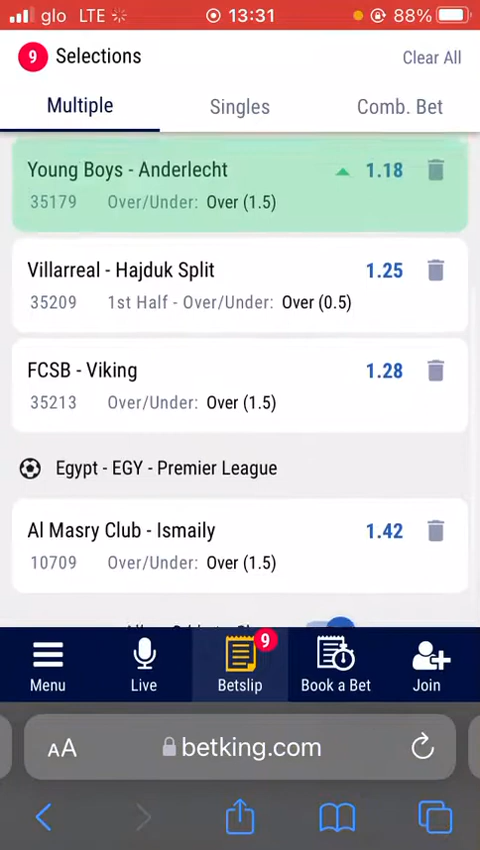 glo LTE 13:31 88%
9 Selections Clear All
Multiple Singles Comb. Bet
Young Boys - Anderlecht 1.18
35179 Over/Under: Over (1.5)
Villarreal - Hajduk Split 1.25
35209 1st Half - Over/Under: Over (0.5)
FCSB - Viking 1.28
35213 Over/Under: Over (1.5)
Egypt - EGY - Premier League
Al Masry Club - Ismaily 1.42
10709 Over/Under: Over (1.5)
9
Menu Live Betslip Book a Bet Join
AA betking.com